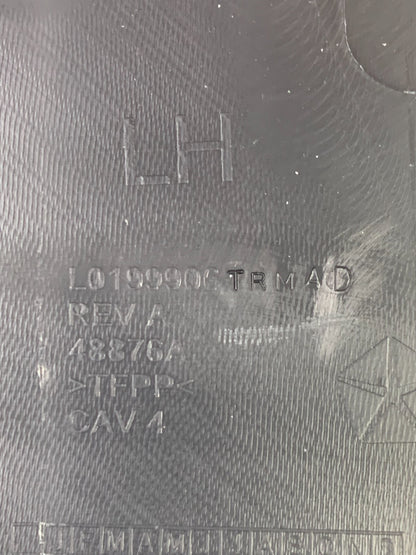 LH
L0199906TRMAD
REV A
48876A
>TFPP<
CAV 4
J F M A M J J A S O N D